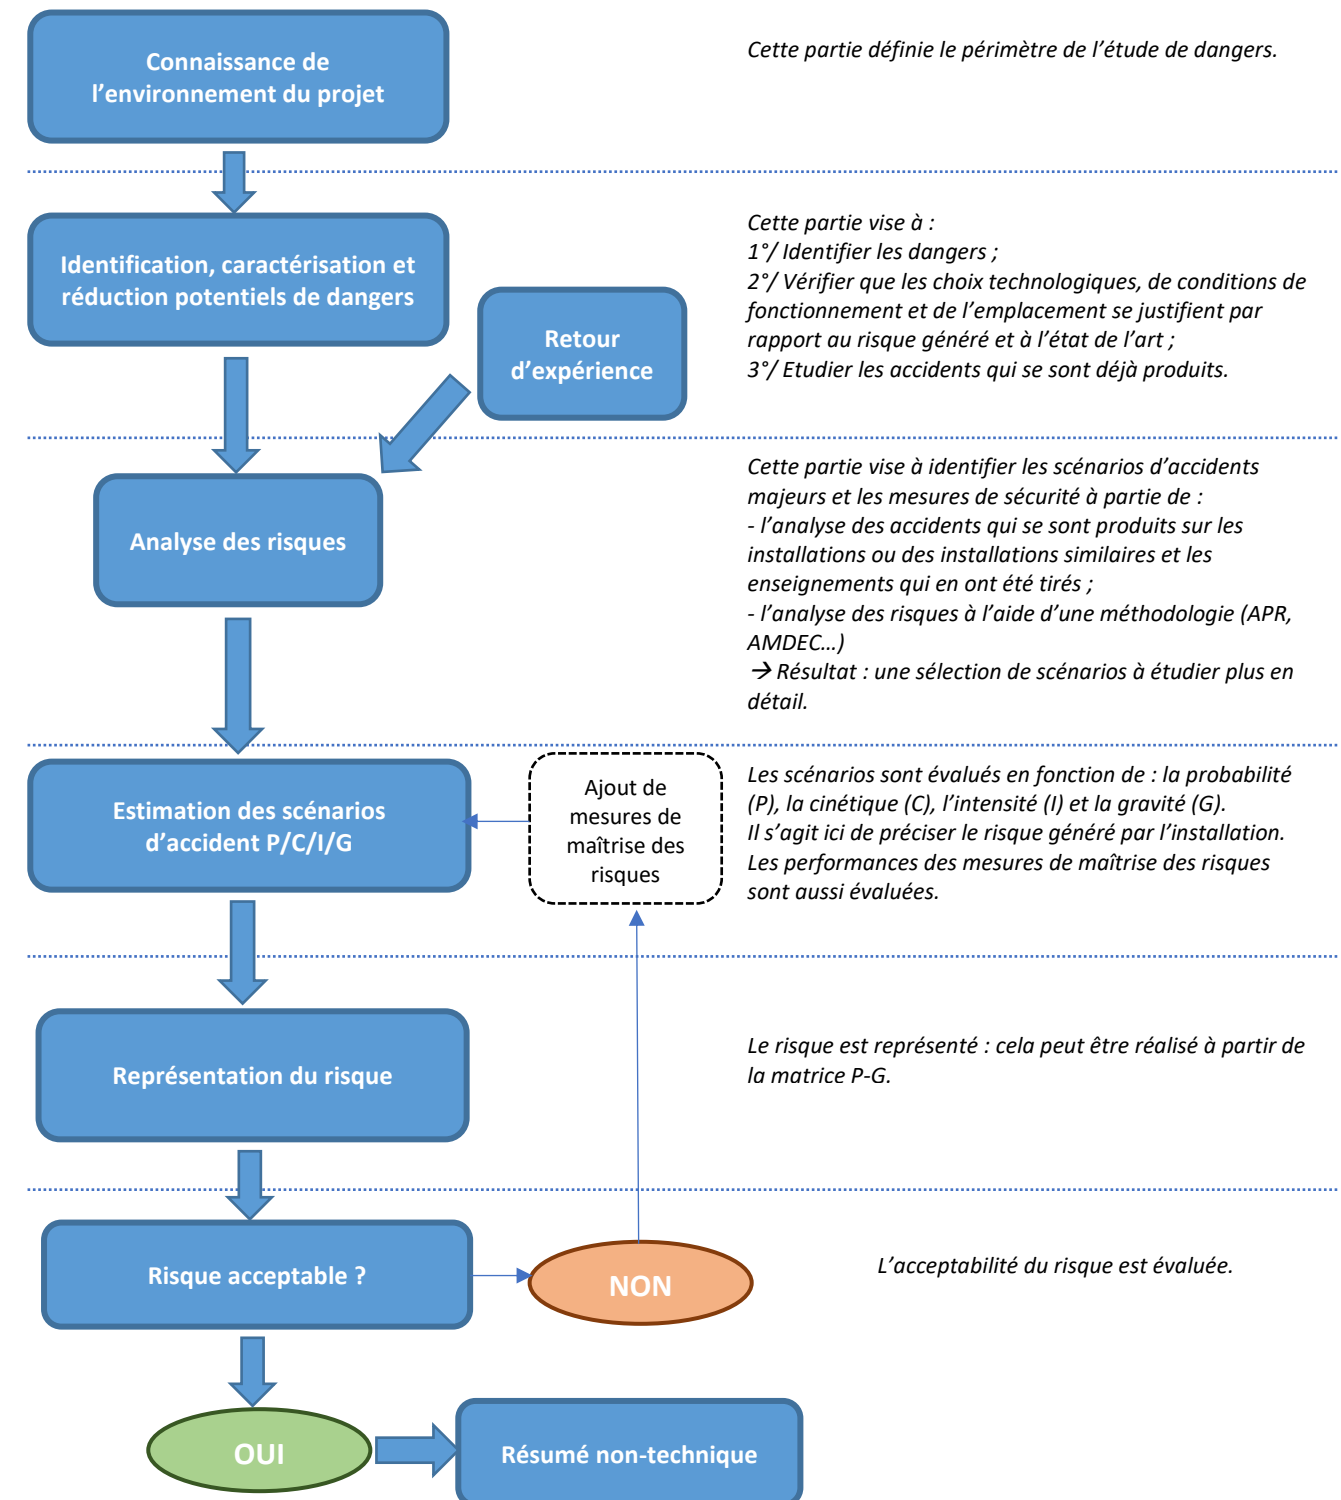 Connaissance de
l’environnement du projet
Cette partie définie le périmètre de l’étude de dangers.
Identification, caractérisation et
réduction potentiels de dangers
Retour
d’expérience
Cette partie vise à :
1°/ Identifier les dangers ;
2°/ Vérifier que les choix technologiques, de conditions de
fonctionnement et de l’emplacement se justifient par
rapport au risque généré et à l’état de l’art ;
3°/ Etudier les accidents qui se sont déjà produits.
Analyse des risques
Cette partie vise à identifier les scénarios d’accidents
majeurs et les mesures de sécurité à partie de :
- l’analyse des accidents qui se sont produits sur les
installations ou des installations similaires et les
enseignements qui en ont été tirés ;
- l’analyse des risques à l’aide d’une méthodologie (APR,
AMDEC…)
→ Résultat : une sélection de scénarios à étudier plus en
détail.
Estimation des scénarios
d’accident P/C/I/G
Ajout de
mesures de
maîtrise des
risques
Les scénarios sont évalués en fonction de : la probabilité
(P), la cinétique (C), l’intensité (I) et la gravité (G).
Il s’agit ici de préciser le risque généré par l’installation.
Les performances des mesures de maîtrise des risques
sont aussi évaluées.
Représentation du risque
Le risque est représenté : cela peut être réalisé à partir de
la matrice P-G.
Risque acceptable ?
NON
L’acceptabilité du risque est évaluée.
OUI
Résumé non-technique